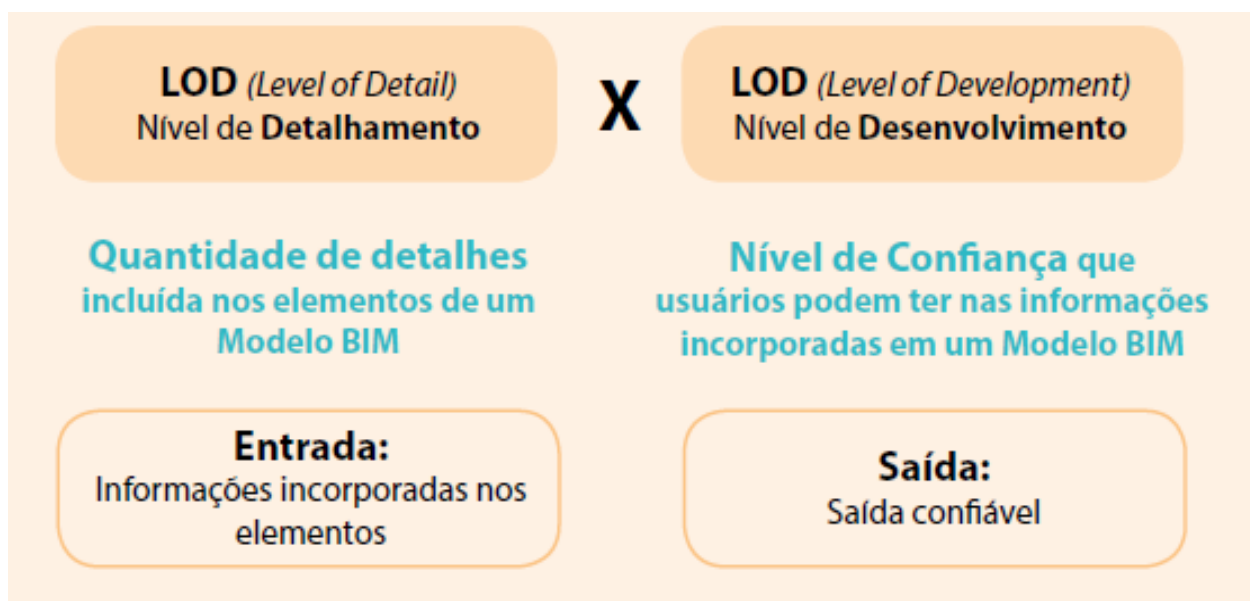 LOD (Level of Detail)
Nível de Detalhamento
X
LOD (Level of Development)
Nível de Desenvolvimento
Quantidade de detalhes
incluída nos elementos de um
Modelo BIM
Nível de Confiança que
usuários podem ter nas informações
incorporadas em um Modelo BIM
Entrada:
Informações incorporadas nos
elementos
Saída:
Saída confiável